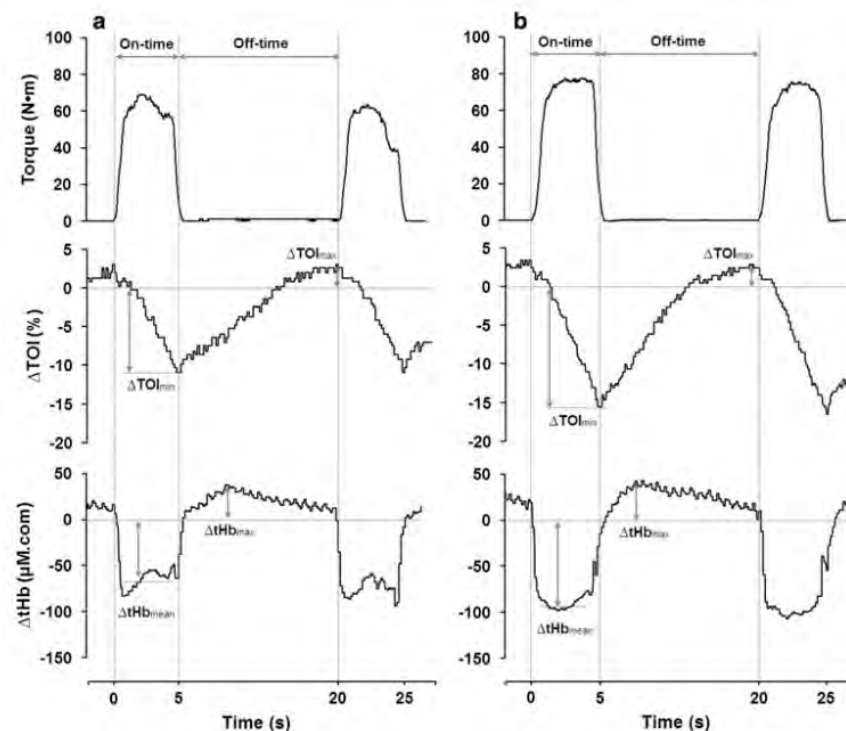 a
On-time
Off-time
100
80
60
40
20
0
Torque (N•m)
5
0
-5
-10
-15
-20
ΔTOI (%)
ΔTOImax
ΔTOImin
50
0
-50
-100
-150
ΔtHb (µM.com)
ΔtHbmax
ΔtHbmean
0
5
20
25
Time (s)
b
On-time
Off-time
100
80
60
40
20
0
5
0
-5
-10
-15
-20
ΔTOImax
ΔTOImin
50
0
-50
-100
-150
ΔtHbmax
ΔtHbmean
0
5
20
25
Time (s)